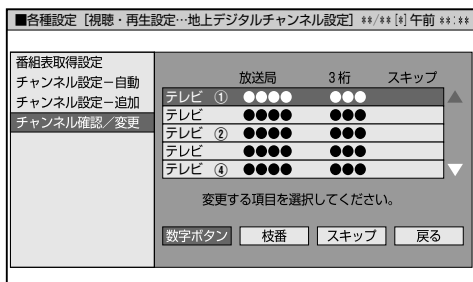 ■各種設定［視聴・再生設定…地上デジタルチャンネル設定］ **/**[*]午前 **:**
番組表取得設定
チャンネル設定－自動
チャンネル設定－追加
チャンネル確認／変更
放送局 3桁 スキップ
テレビ ① ●●●● ●●●
テレビ ●●●● ●●●
テレビ ② ●●●● ●●●
テレビ ●●●● ●●●
テレビ ④ ●●●● ●●●
変更する項目を選択してください。
数字ボタン 枝番 スキップ 戻る